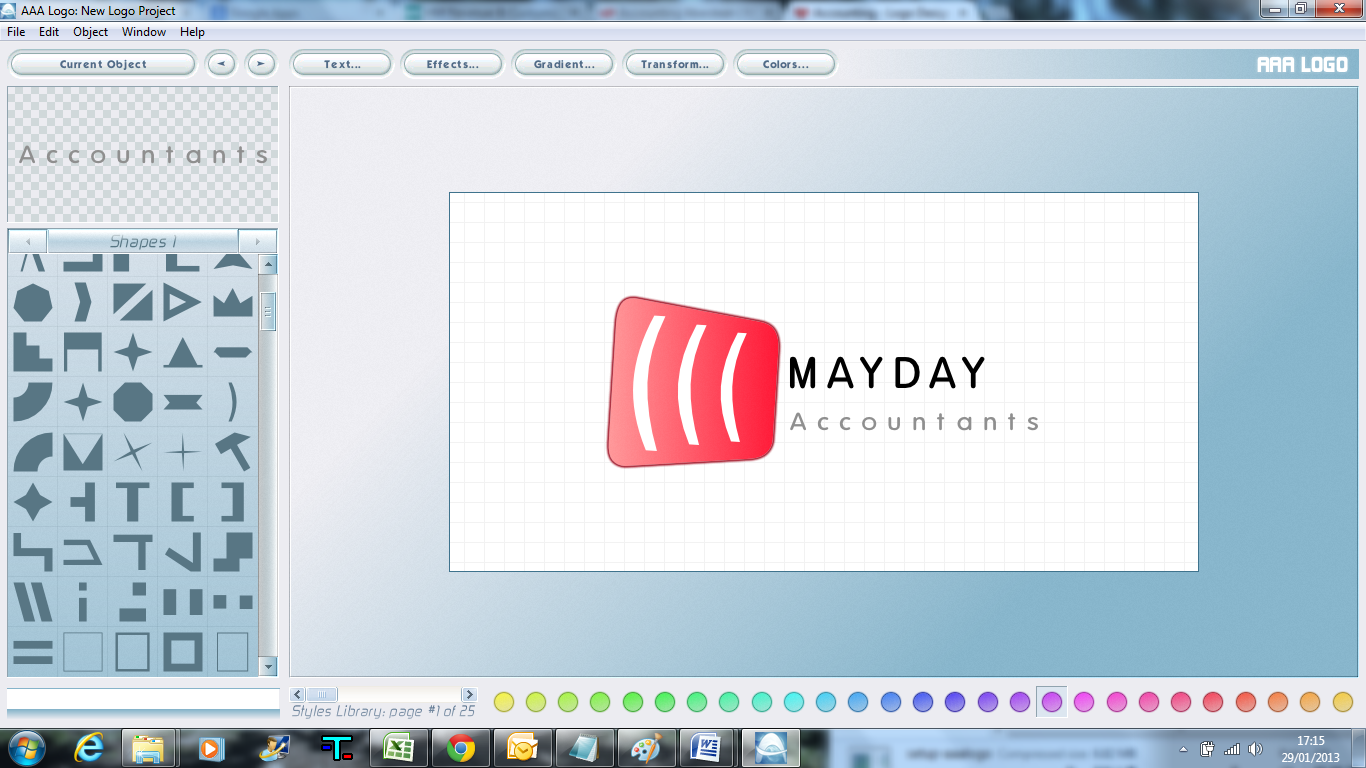 AAA Logo: New Logo Project
File Edit Object Window Help
Current Object Text... Effects... Gradient... Transform... Colors... AAA LOGO
Accountants
Shapes 1
MAYDAY
Accountants
Styles Library: page #1 of 25
17:15
29/01/2013